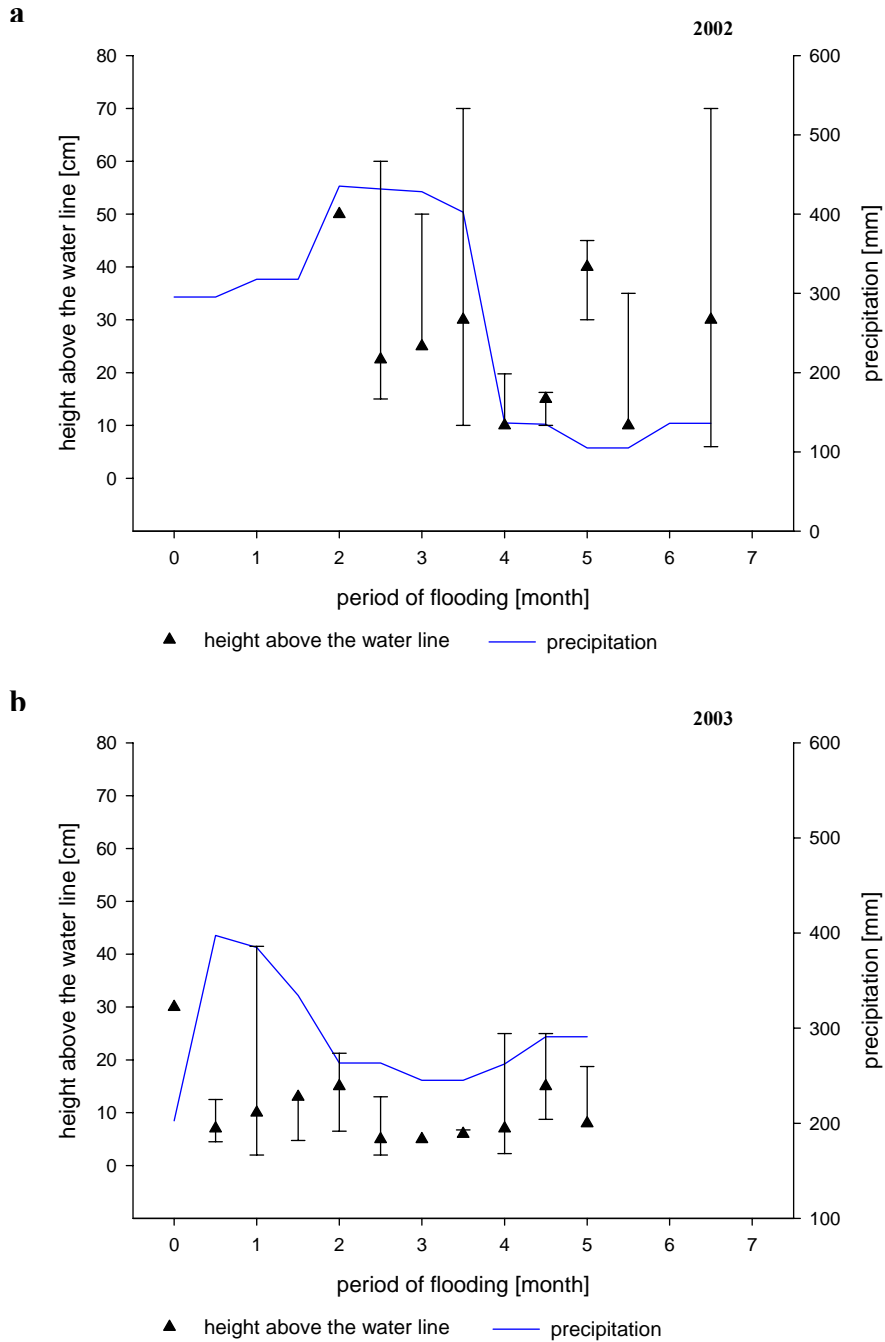 a
2002
80
70
60
50
40
30
20
10
0
height above the water line [cm]
600
500
400
300
200
100
0
precipitation [mm]
0 1 2 3 4 5 6 7
period of flooding [month]
height above the water line precipitation
b
2003
80
70
60
50
40
30
20
10
0
height above the water line [cm]
600
500
400
300
200
100
precipitation [mm]
0 1 2 3 4 5 6 7
period of flooding [month]
height above the water line precipitation